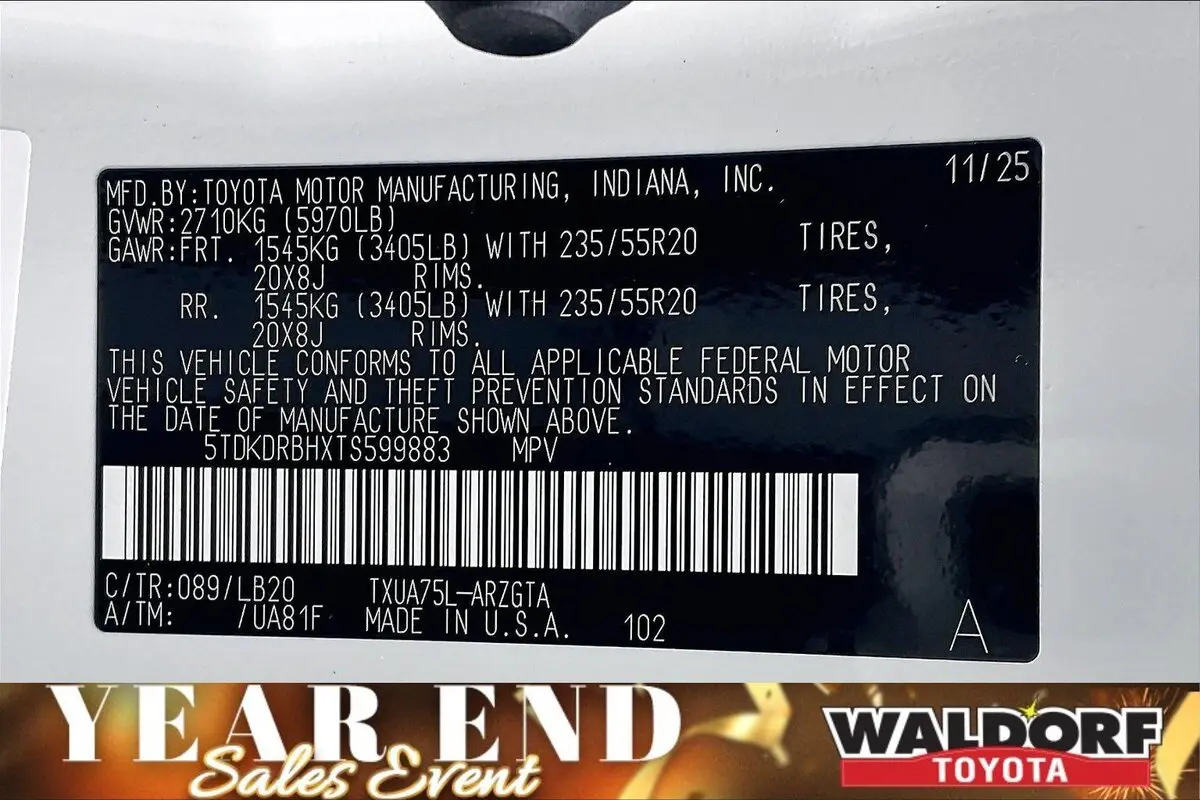 MFD.BY:TOYOTA MOTOR MANUFACTURING, INDIANA, INC. 11/25
GVWR:2710KG (5970LB)
GAWR:FRT. 1545KG (3405LB) WITH 235/55R20 TIRES,
20X8J RIMS.
RR. 1545KG (3405LB) WITH 235/55R20 TIRES,
20X8J RIMS.
THIS VEHICLE CONFORMS TO ALL APPLICABLE FEDERAL MOTOR
VEHICLE SAFETY AND THEFT PREVENTION STANDARDS IN EFFECT ON
THE DATE OF MANUFACTURE SHOWN ABOVE.
5TDKDRBHXTS599883 MPV
C/TR:089/LB20 TXUA75L-ARZGTA
A/TM: /UA81F MADE IN U.S.A. 102 A
YEAR END
Sales Event
WALDORF
TOYOTA